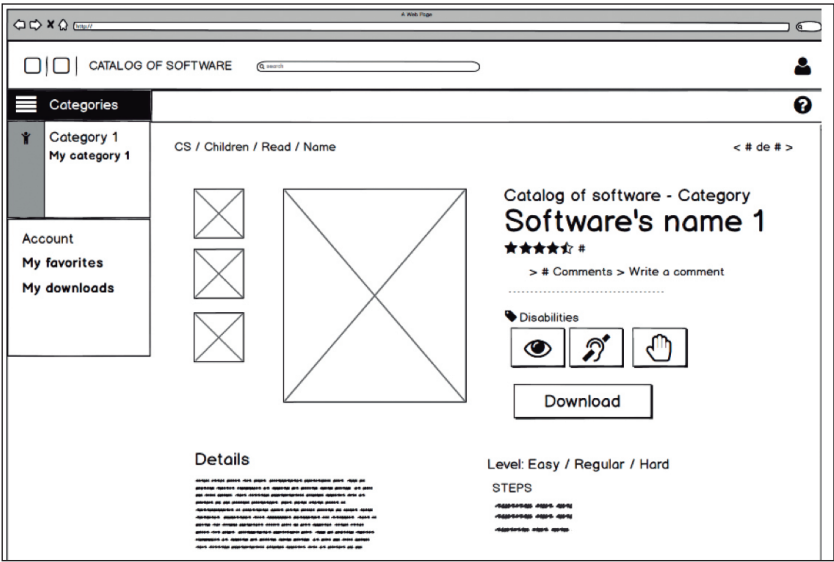 A Web Page
http://
CATALOG OF SOFTWARE
search
Categories
Category 1
My category 1
CS / Children / Read / Name
< # de # >
Account
My favorites
My downloads
Catalog of software - Category
Software's name 1
#
> # Comments > Write a comment
Disabilities
Download
Details
Level: Easy / Regular / Hard
STEPS